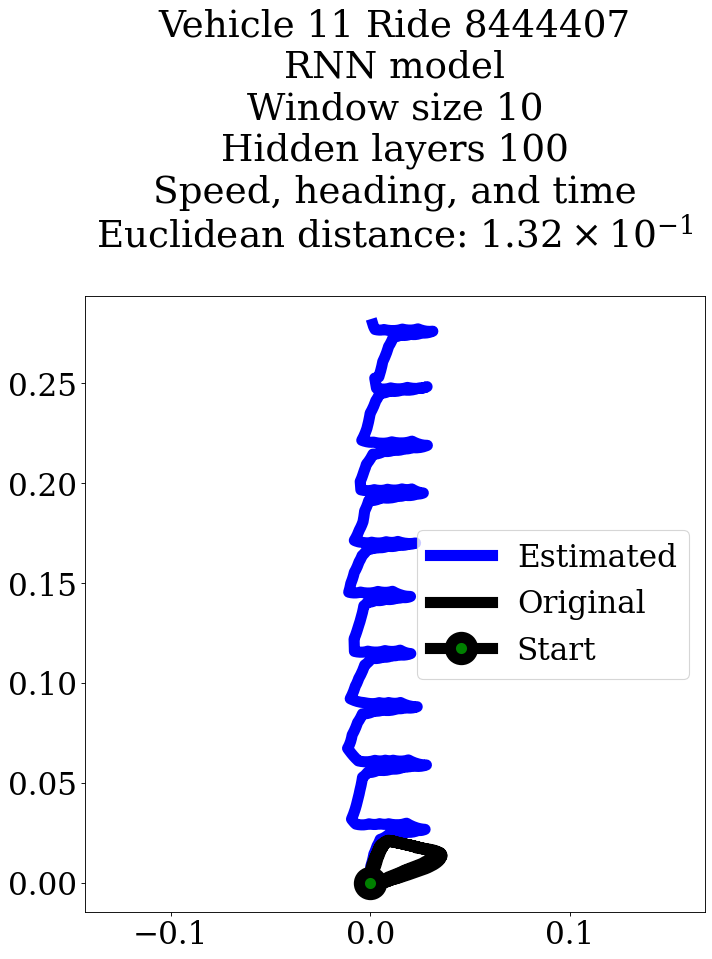 Vehicle 11 Ride 8444407
RNN model
Window size 10
Hidden layers 100
Speed, heading, and time
Euclidean distance: 1.32 × 10⁻¹
0.25
0.20
0.15
0.10
0.05
0.00
Estimated
Original
Start
−0.1
0.0
0.1